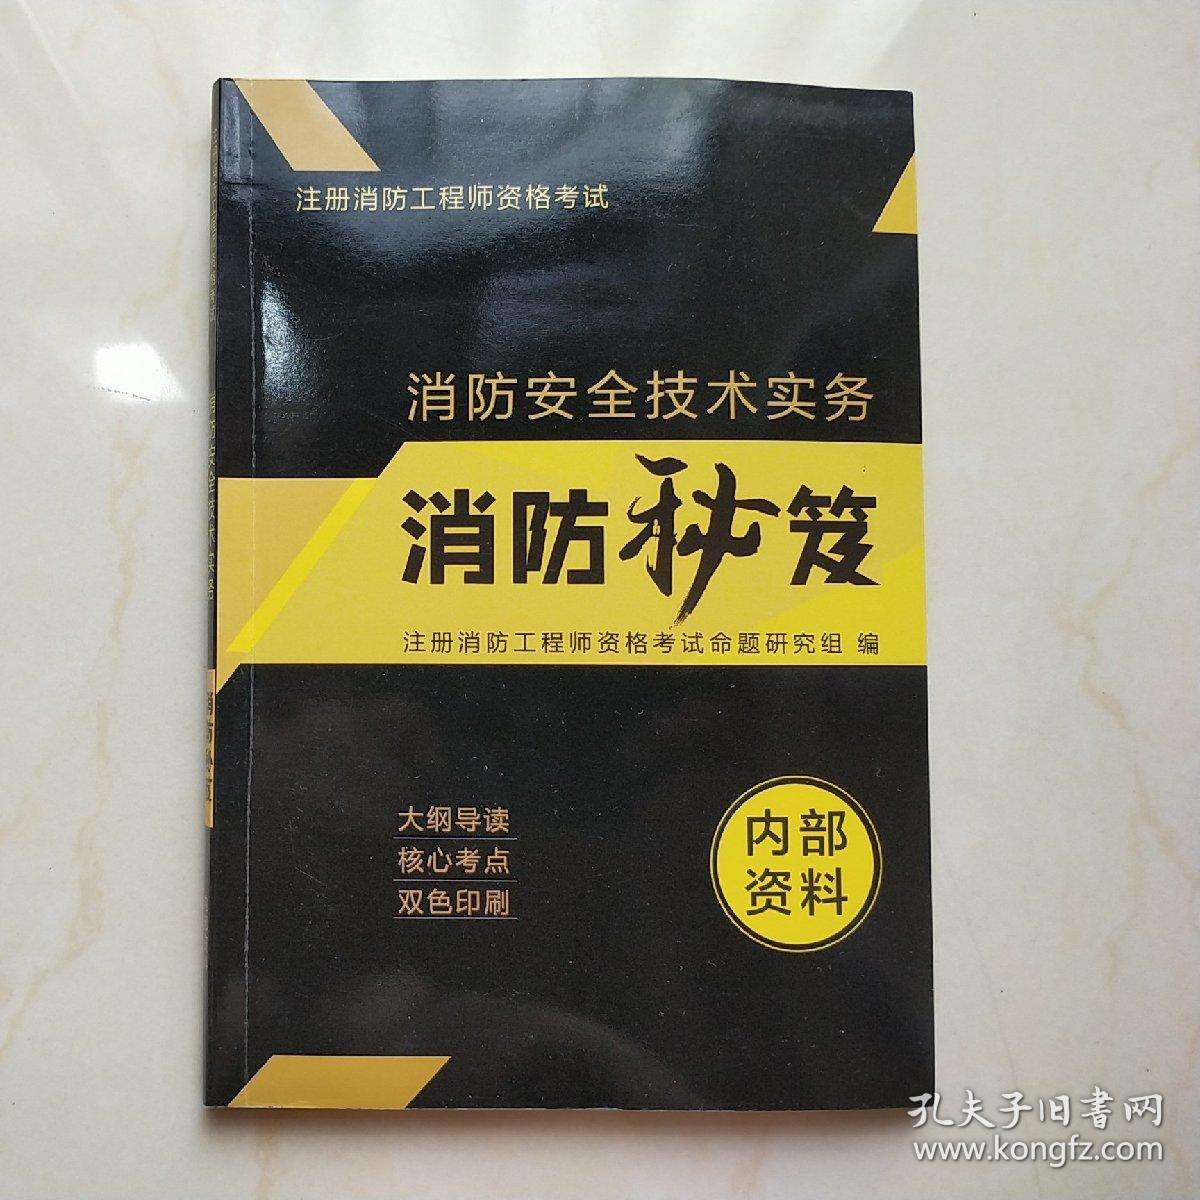 注册消防工程师资格考试
消防安全技术实务
消防秘笈
注册消防工程师资格考试命题研究组 编
大纲导读
核心考点
双色印刷
内部
资料
孔夫子旧书网
www.kongfz.com